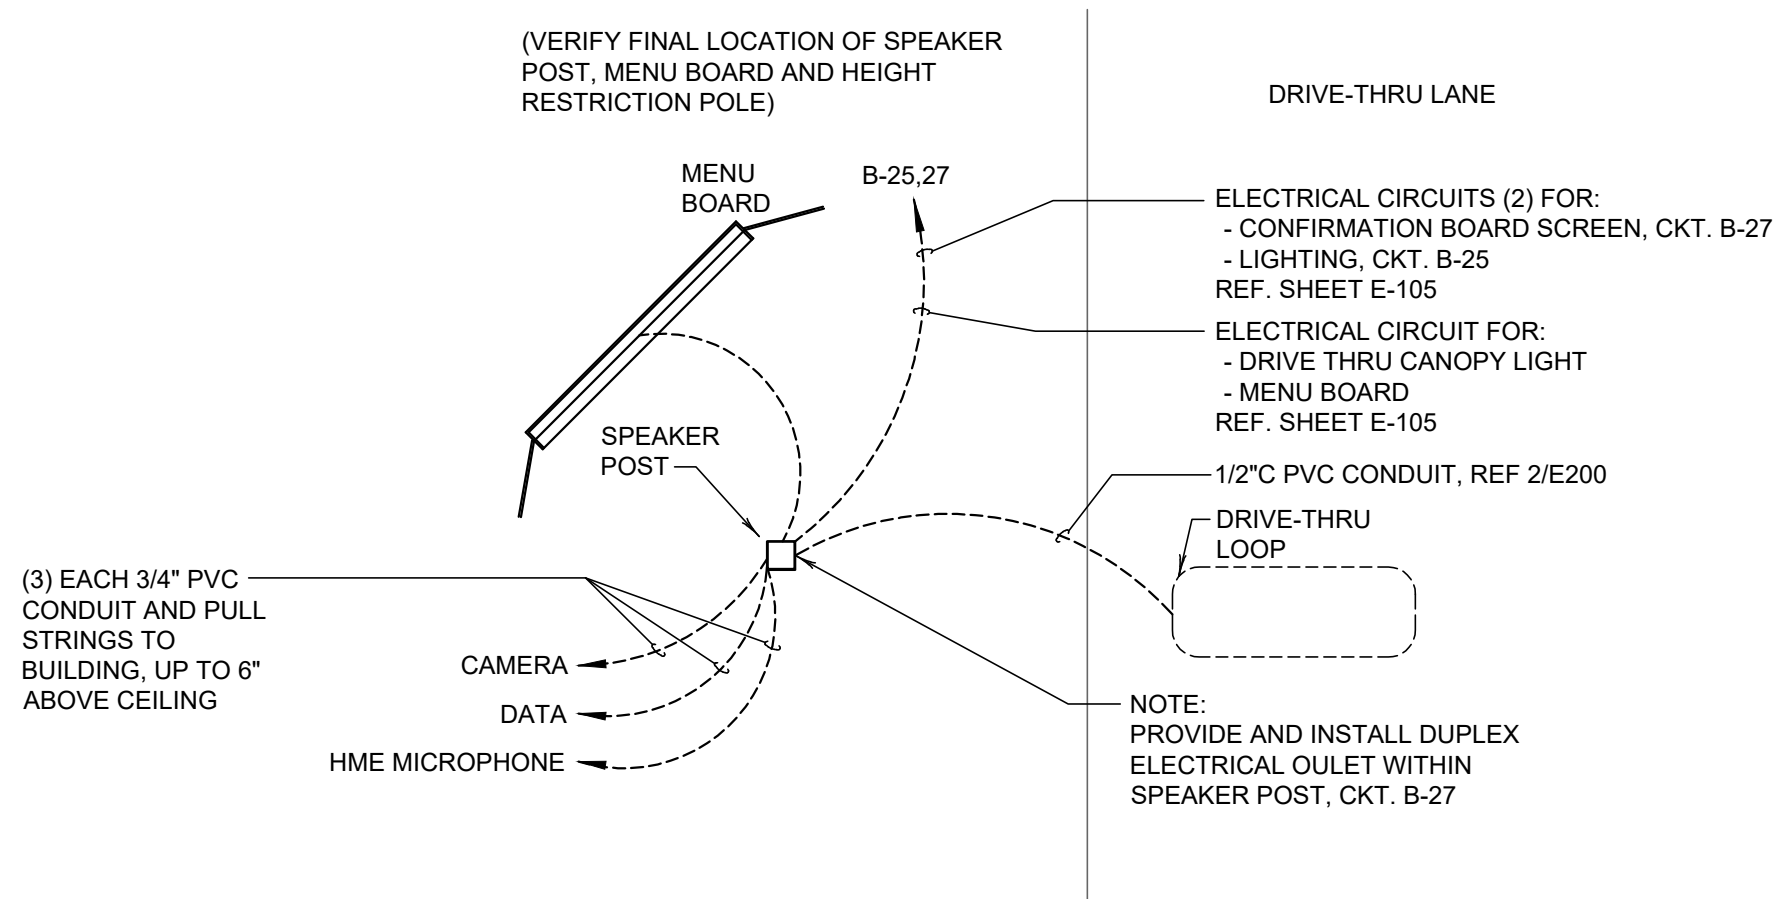 (VERIFY FINAL LOCATION OF SPEAKER
POST, MENU BOARD AND HEIGHT
RESTRICTION POLE)
DRIVE-THRU LANE
MENU
BOARD
B-25,27
ELECTRICAL CIRCUITS (2) FOR:
- CONFIRMATION BOARD SCREEN, CKT. B-27
- LIGHTING, CKT. B-25
REF. SHEET E-105
ELECTRICAL CIRCUIT FOR:
- DRIVE THRU CANOPY LIGHT
- MENU BOARD
REF. SHEET E-105
SPEAKER
POST
1/2"C PVC CONDUIT, REF 2/E200
DRIVE-THRU
LOOP
(3) EACH 3/4" PVC
CONDUIT AND PULL
STRINGS TO
BUILDING, UP TO 6"
ABOVE CEILING
CAMERA
DATA
HME MICROPHONE
NOTE:
PROVIDE AND INSTALL DUPLEX
ELECTRICAL OULET WITHIN
SPEAKER POST, CKT. B-27